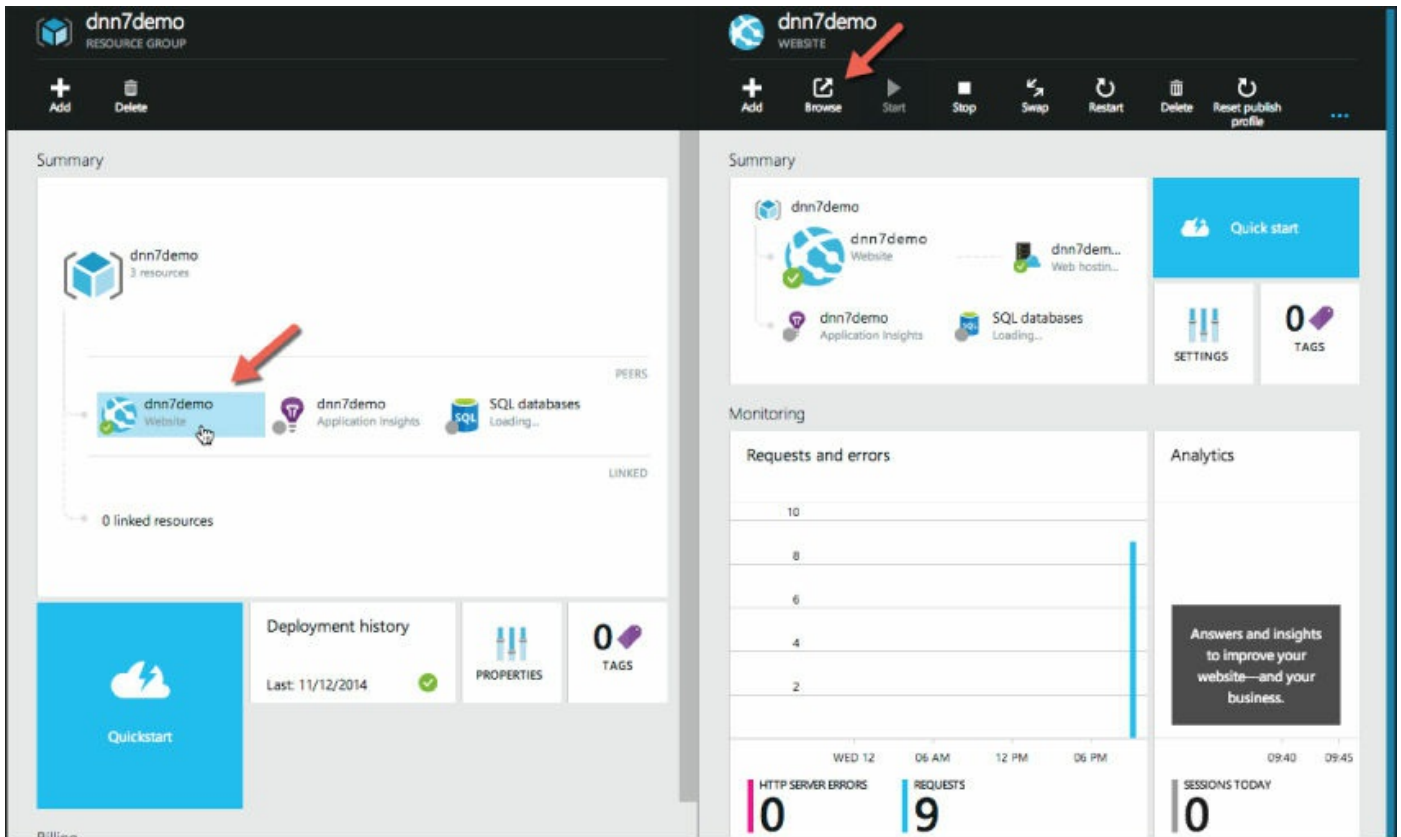 dnn7demo
RESOURCE GROUP
Add
Delete
Summary
dnn7demo
3 resources
PEERS
dnn7demo
Website
dnn7demo
Application Insights
SQL
SQL databases
Loading...
LINKED
0 linked resources
Quickstart
Deployment history
Last: 11/12/2014
PROPERTIES
0
TAGS
Billing
dnn7demo
WEBSITE
Add
Browse
Start
Stop
Swap
Restart
Delete
Reset publish
profile
...
Summary
dnn7demo
dnn7demo
Website
dnn7dem...
Web hostin...
dnn7demo
Application Insights
SQL
SQL databases
Loading...
Quick start
SETTINGS
0
TAGS
Monitoring
Requests and errors
10
8
6
4
2
WED 12
06 AM
12 PM
06 PM
HTTP SERVER ERRORS
0
REQUESTS
9
Analytics
Answers and insights
to improve your
website—and your
business.
09:40
09:45
SESSIONS TODAY
0